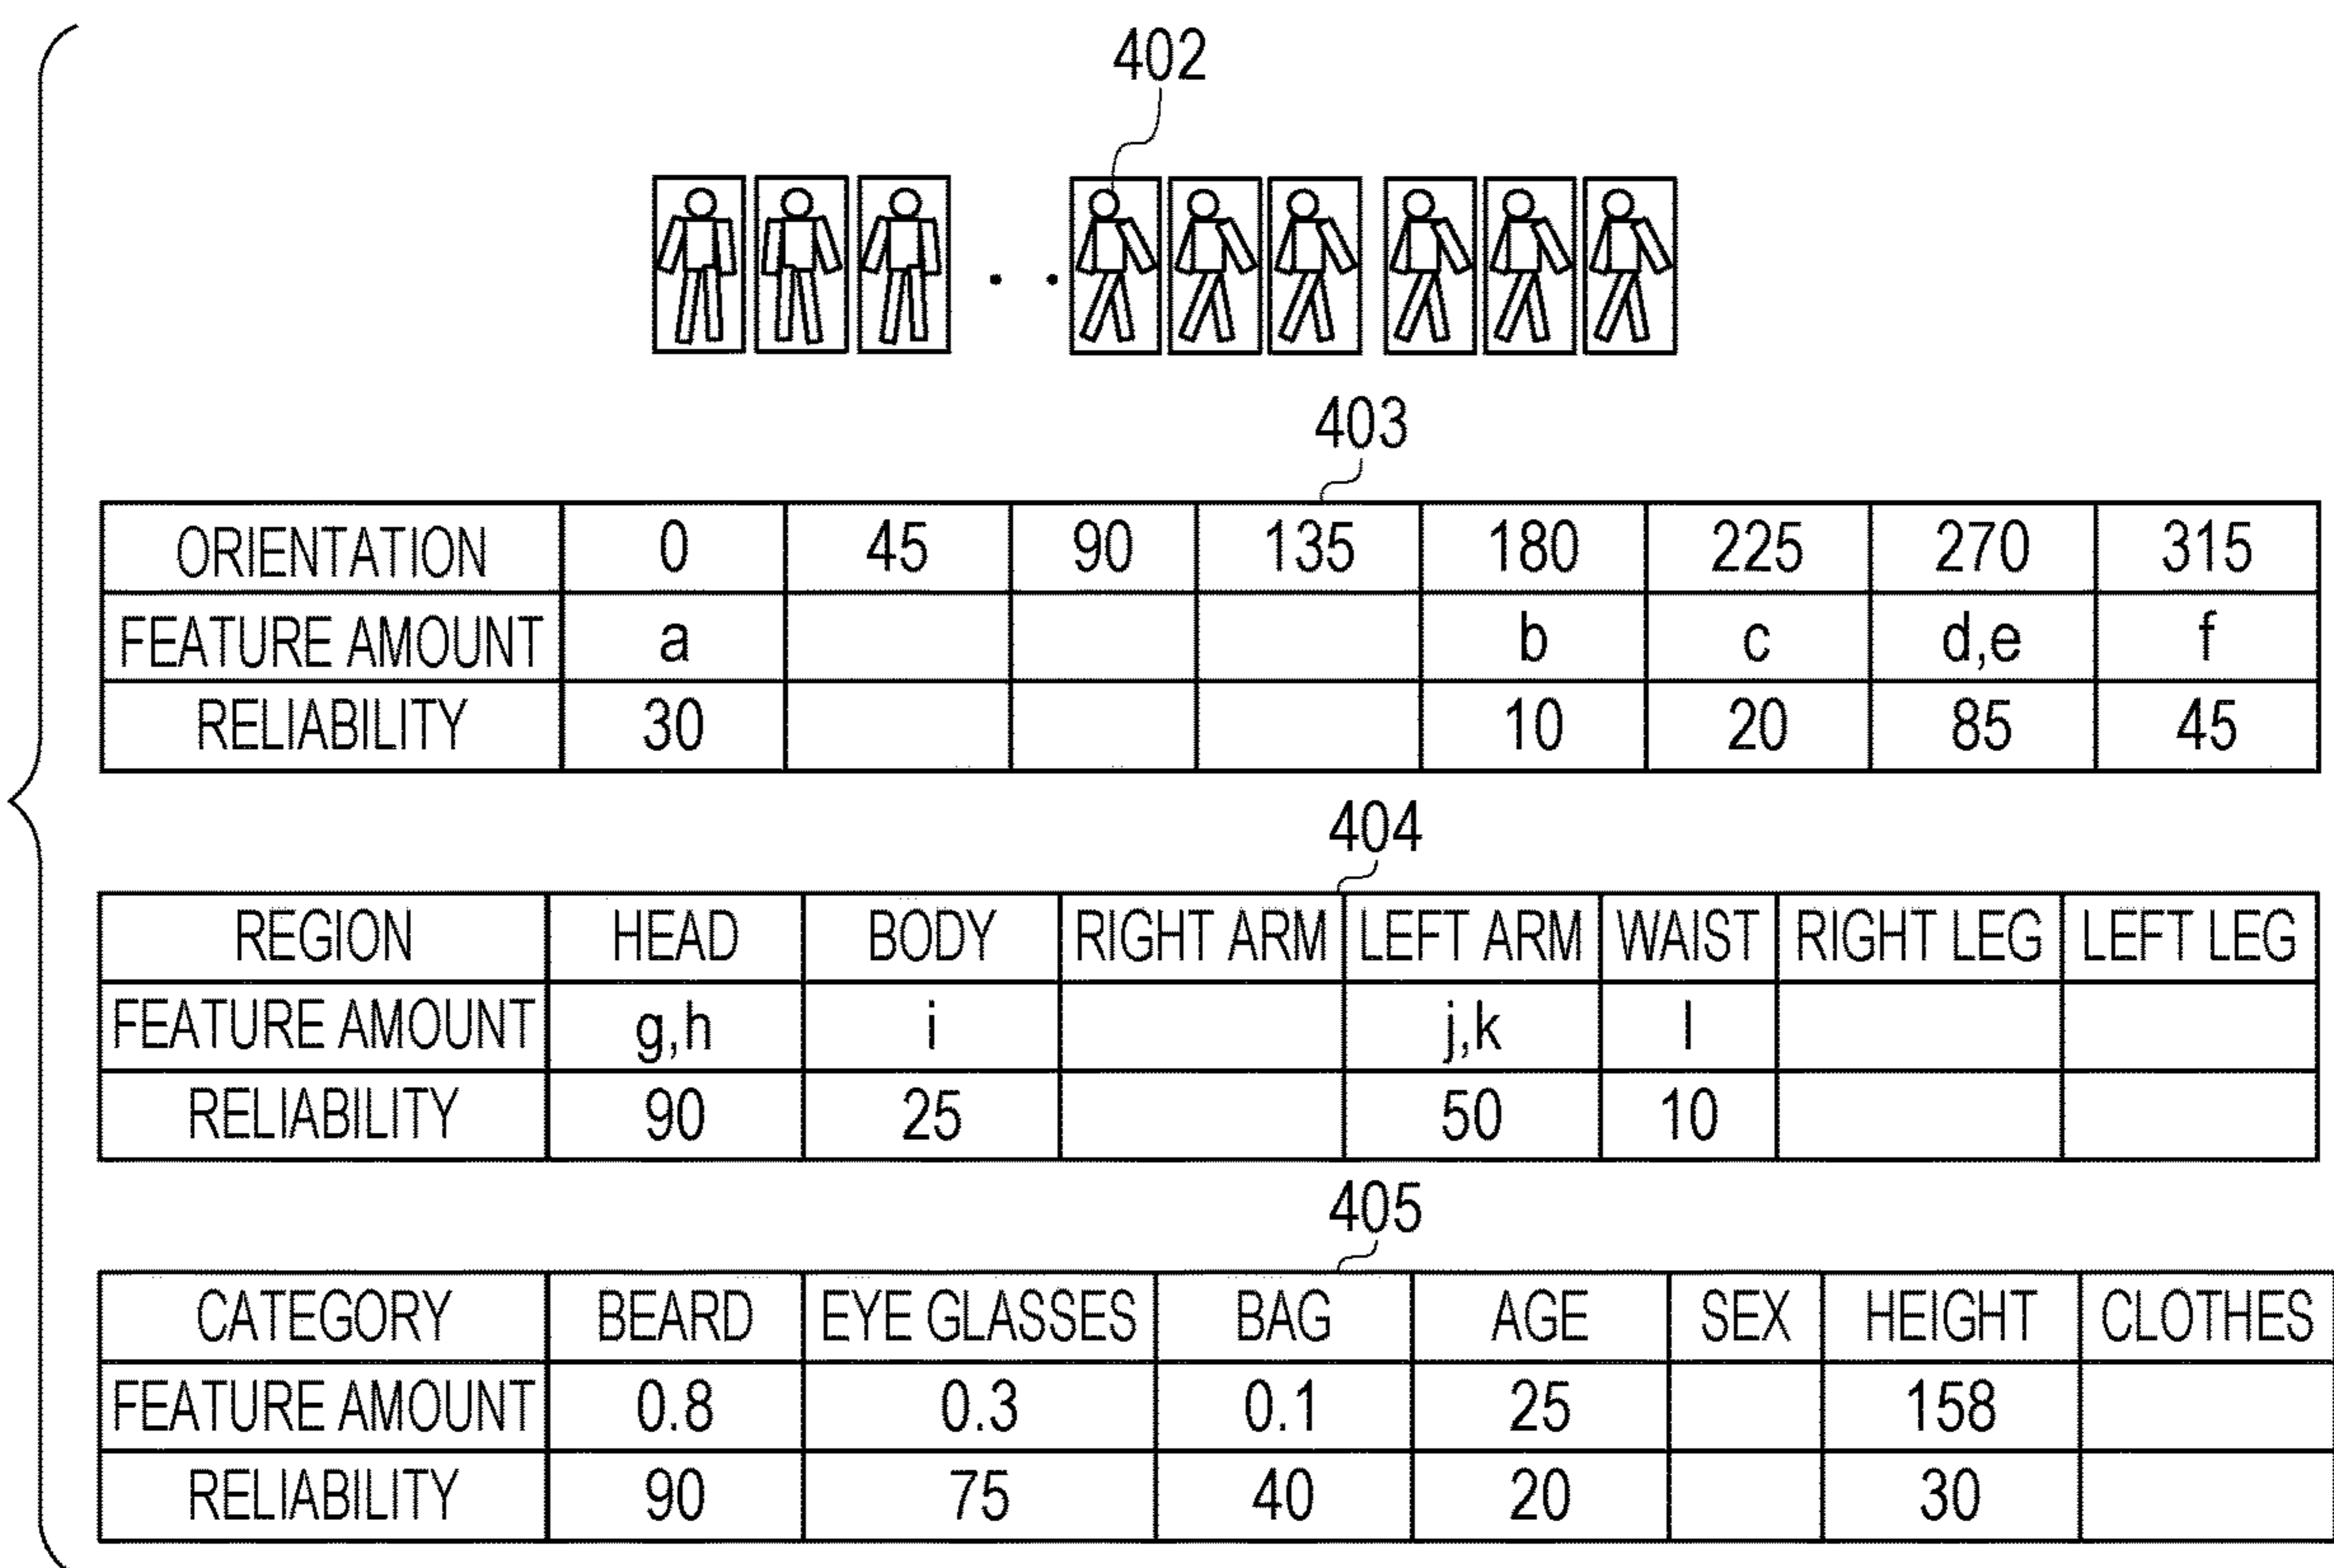 402
403
ORIENTATION 0 45 90 135 180 225 270 315
FEATURE AMOUNT a b c d,e f
RELIABILITY 30 10 20 85 45
404
REGION HEAD BODY RIGHT ARM LEFT ARM WAIST RIGHT LEG LEFT LEG
FEATURE AMOUNT g,h i j,k l
RELIABILITY 90 25 50 10
405
CATEGORY BEARD EYE GLASSES BAG AGE SEX HEIGHT CLOTHES
FEATURE AMOUNT 0.8 0.3 0.1 25 158
RELIABILITY 90 75 40 20 30